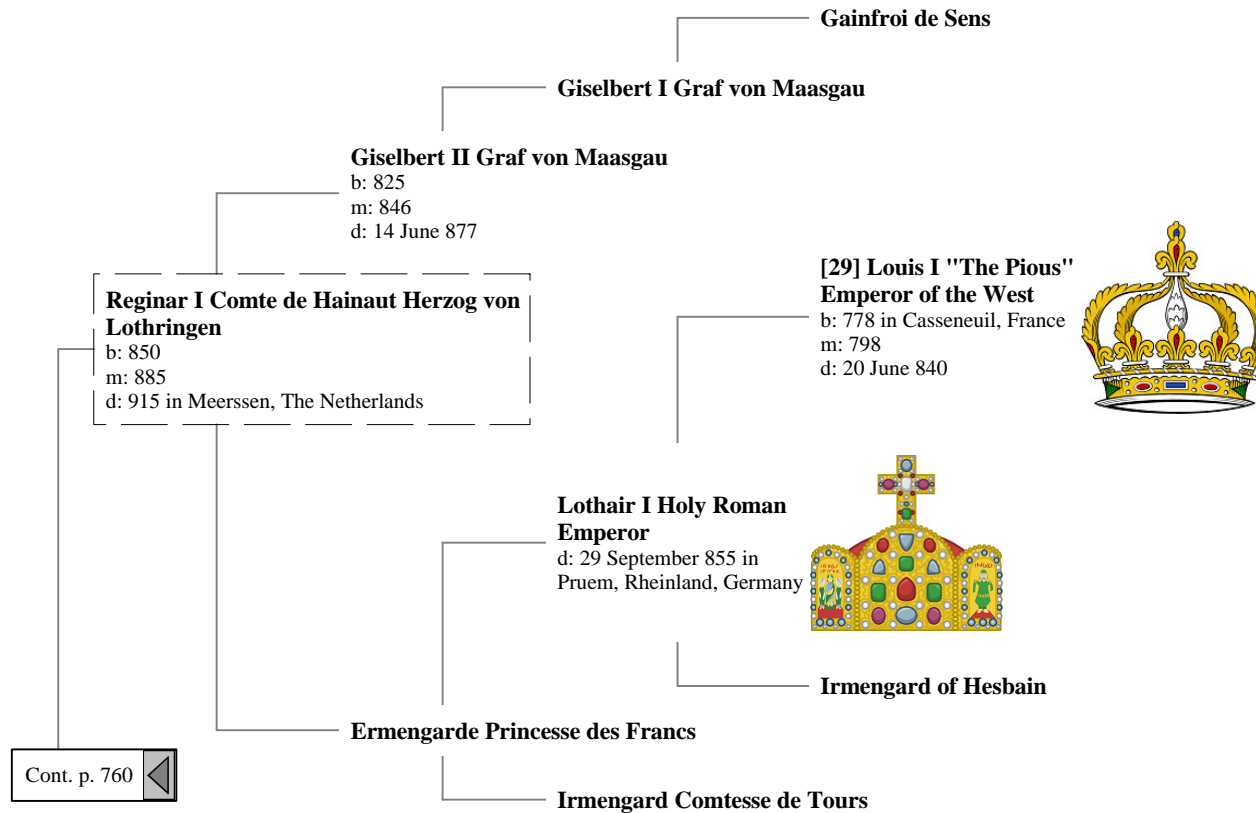 Gainfroi de Sens
Giselbert I Graf von Maasgau
Giselbert II Graf von Maasgau
b: 825
m: 846
d: 14 June 877
[29] Louis I "The Pious"
Emperor of the West
b: 778 in Casseneuil, France
m: 798
d: 20 June 840
Reginar I Comte de Hainaut Herzog von
Lothringen
b: 850
m: 885
d: 915 in Meerssen, The Netherlands
Lothair I Holy Roman
Emperor
d: 29 September 855 in
Pruem, Rheinland, Germany
Irmengard of Hesbain
Ermengarde Princesse des Francs
Cont. p. 760
Irmengard Comtesse de Tours